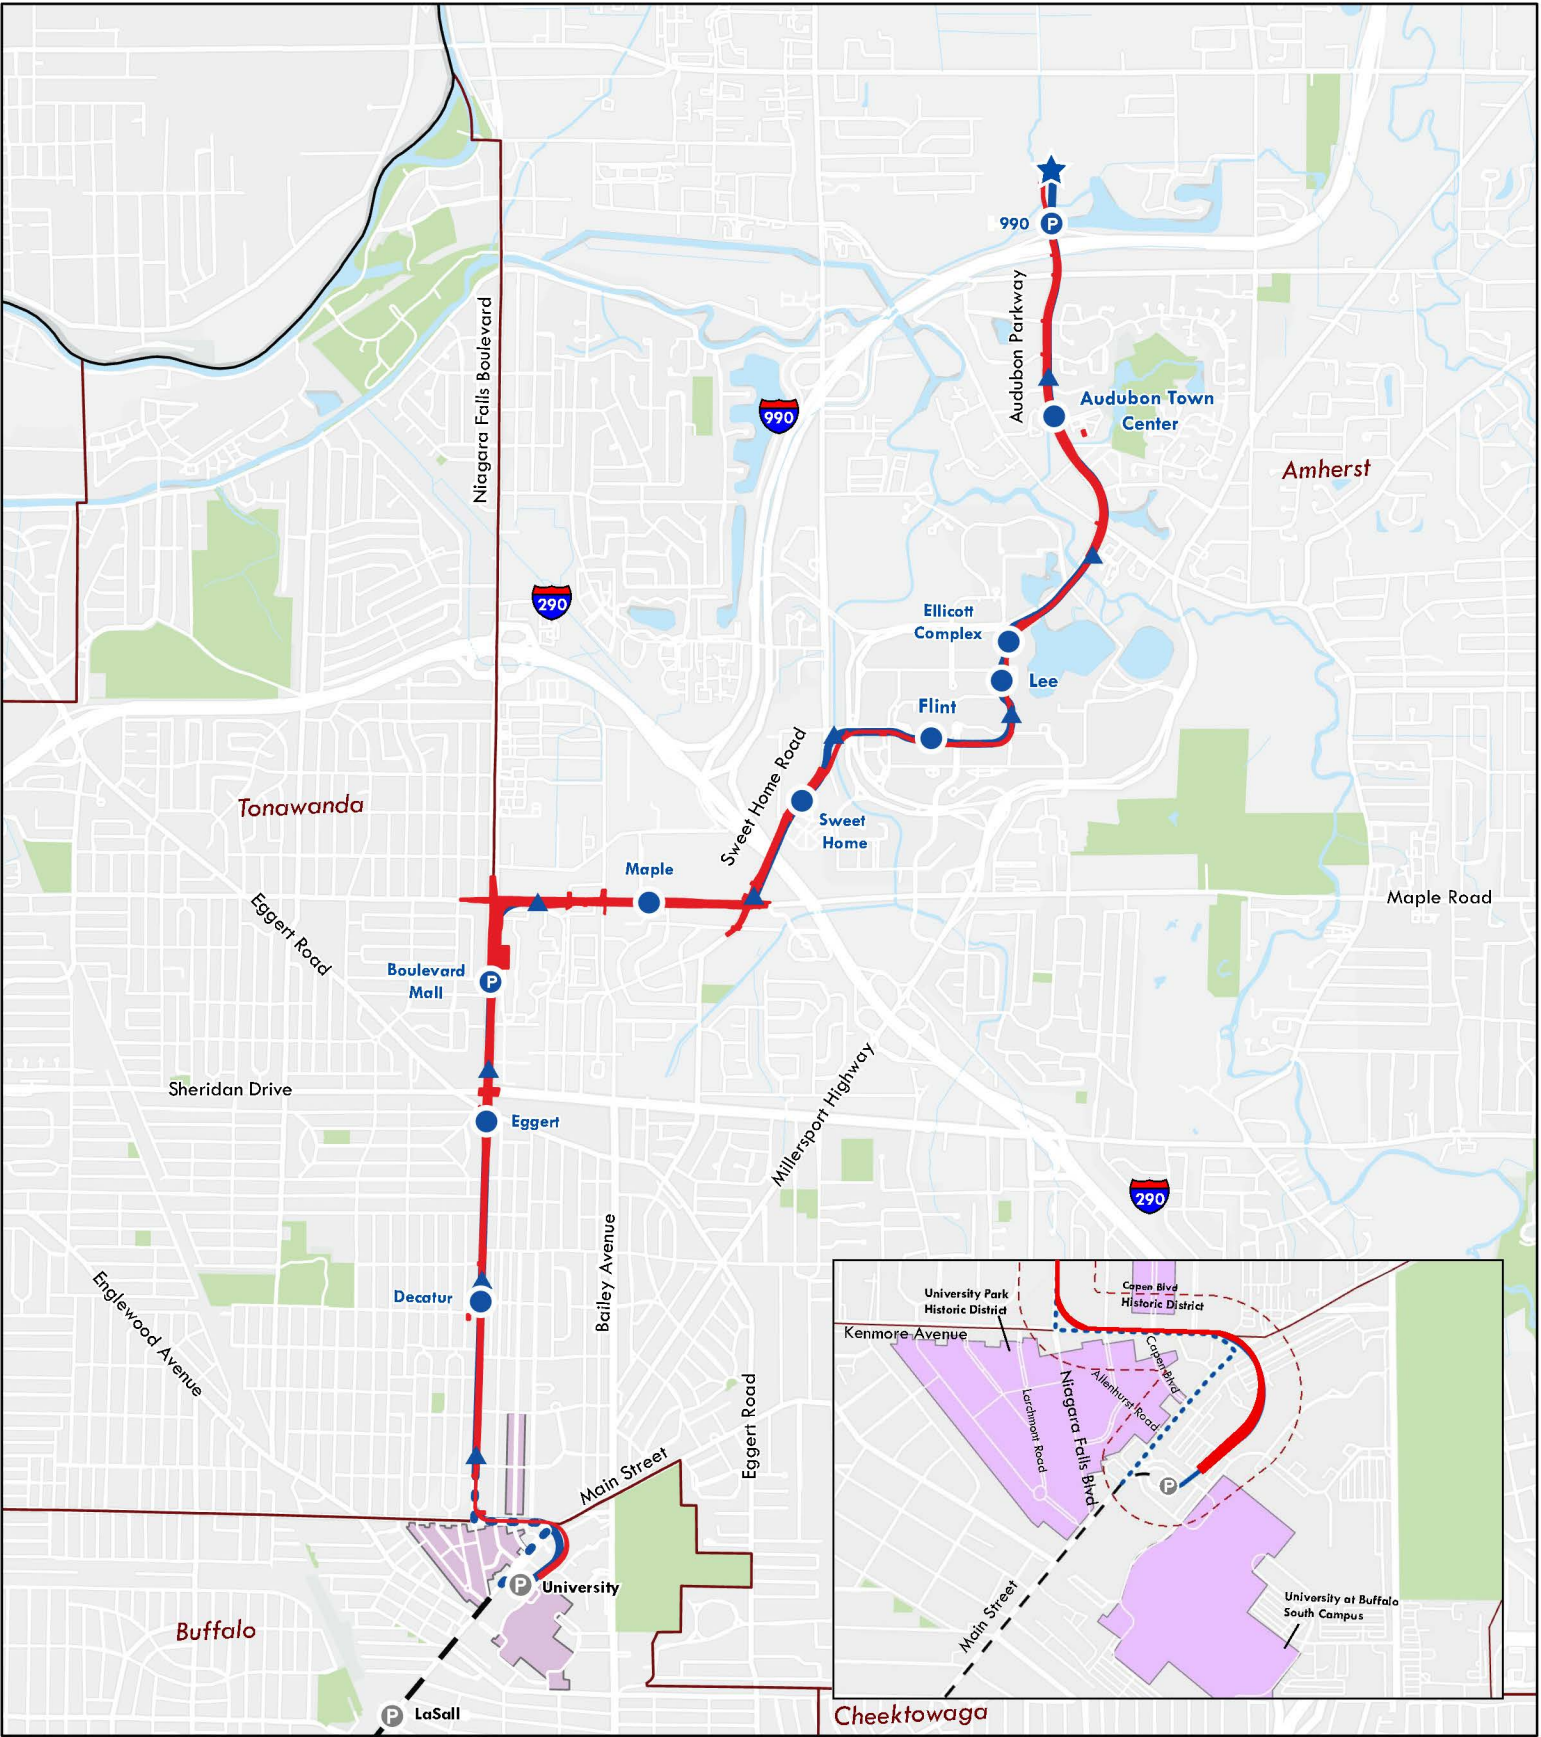 990
Audubon Parkway
Niagara Falls Boulevard
Audubon Town
Center
990
Amherst
290
Ellicott
Complex
Lee
Flint
Sweet Home Road
Tonawanda
Sweet
Home
Maple
Maple Road
Eggert Road
Boulevard
Mall
P
P
Sheridan Drive
Millersport Highway
Eggert
290
Bailey Avenue
Englewood Avenue
Decatur
Eggert Road
Main Street
P
University
Buffalo
P
LaSall
Cheektowaga
University Park
Historic District
Capen Blvd
Historic District
Kenmore Avenue
Capen Blvd
Allenhurst Road
Niagara Falls Blvd
Larchmont Road
P
Main Street
University at Buffalo
South Campus